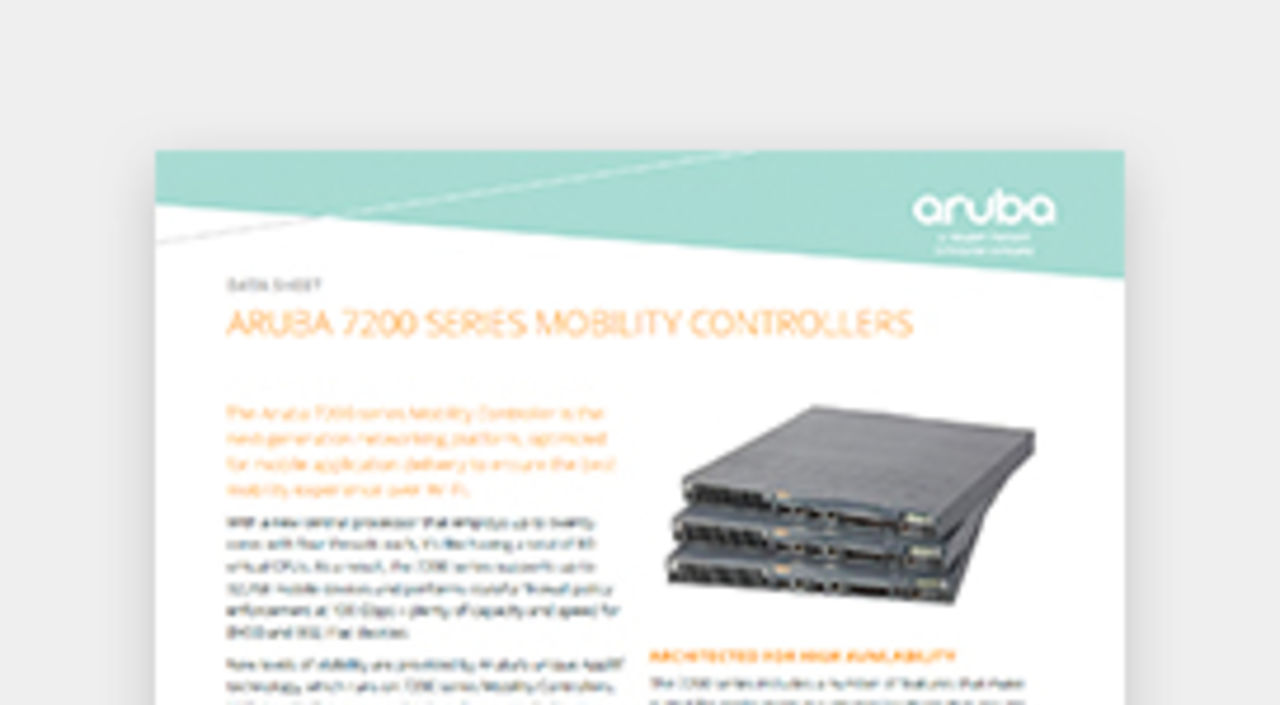 aruba
a Hewlett Packard
Enterprise company
DATA SHEET
ARUBA 7200 SERIES MOBILITY CONTROLLERS
The Aruba 7200 series Mobility Controller is the
next-generation networking platform, optimized
for mobile application delivery to ensure the best
mobility experience over Wi-Fi.
With a new central processor that employs up to twenty
cores with four threads each, it's like having a total of 80
virtual CPUs. As a result, the 7200 series supports up to
32,768 mobile devices and performs stateful firewall policy
enforcement at 100 Gbps – plenty of capacity and speed for
BYOD and 802.11ac devices.
New levels of visibility are provided by Aruba's unique AppRF
technology, which runs on 7200 series Mobility Controllers.
ARCHITECTED FOR HIGH AVAILABILITY
The 7200 series includes a number of features that make